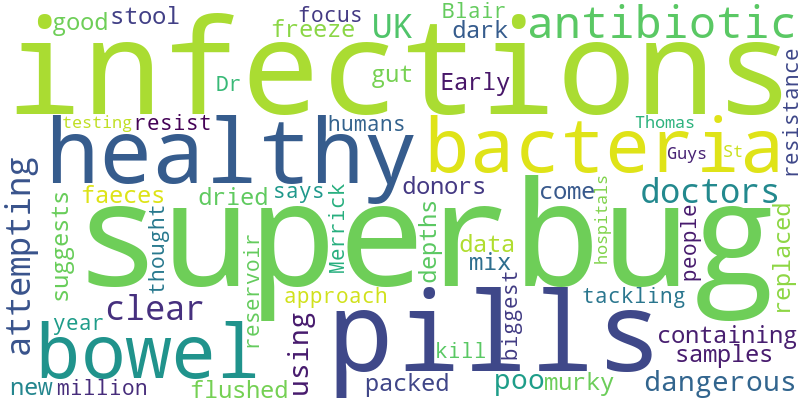 good stool focus Blair antibiotic
freeze UK dark
infections
Dr gut Early resistance
testing resist humans Thomas
healthy bacteria Guys St
attempting faeces dried says donors come doctors
suggests thought Merrick depths hospitals people replaced
superbug
reservoir data mix
clear approach biggest tackling
year using pills containing
bowel kill samples
new million flushed packed poo murky dangerous